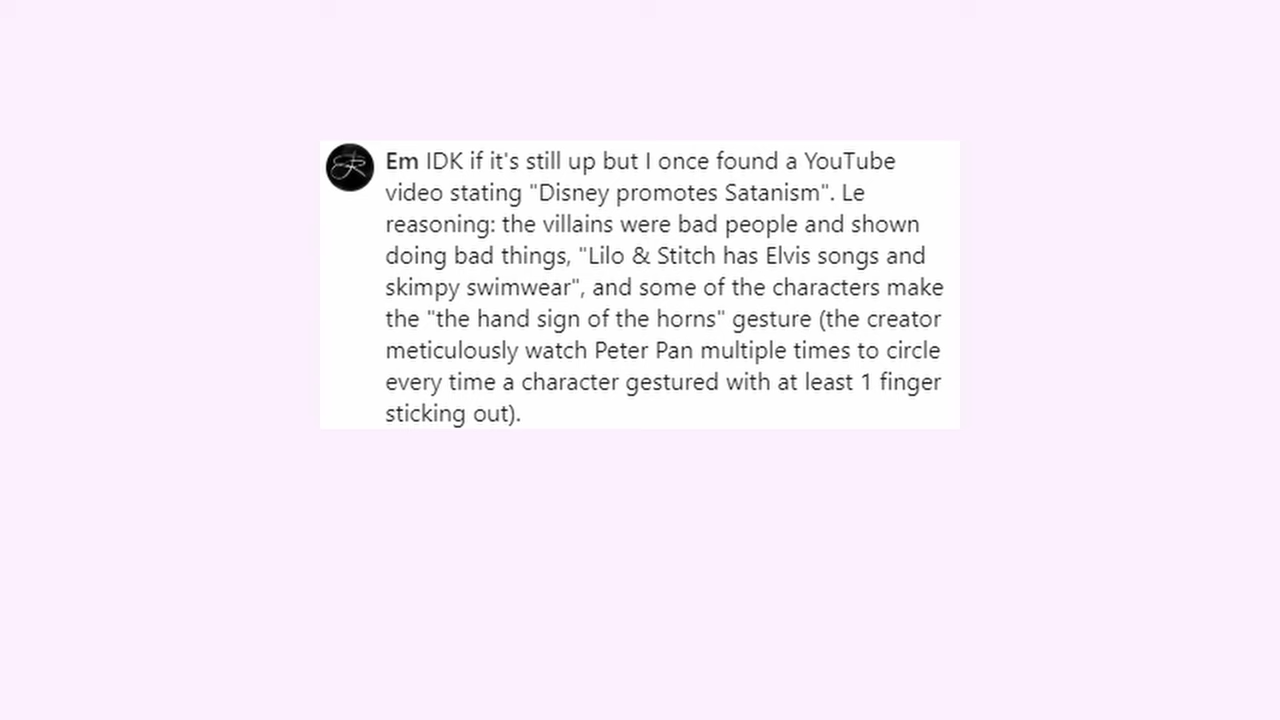 Em IDK if it's still up but I once found a YouTube
video stating "Disney promotes Satanism". Le
reasoning: the villains were bad people and shown
doing bad things, "Lilo & Stitch has Elvis songs and
skimpy swimwear", and some of the characters make
the "the hand sign of the horns" gesture (the creator
meticulously watch Peter Pan multiple times to circle
every time a character gestured with at least 1 finger
sticking out).